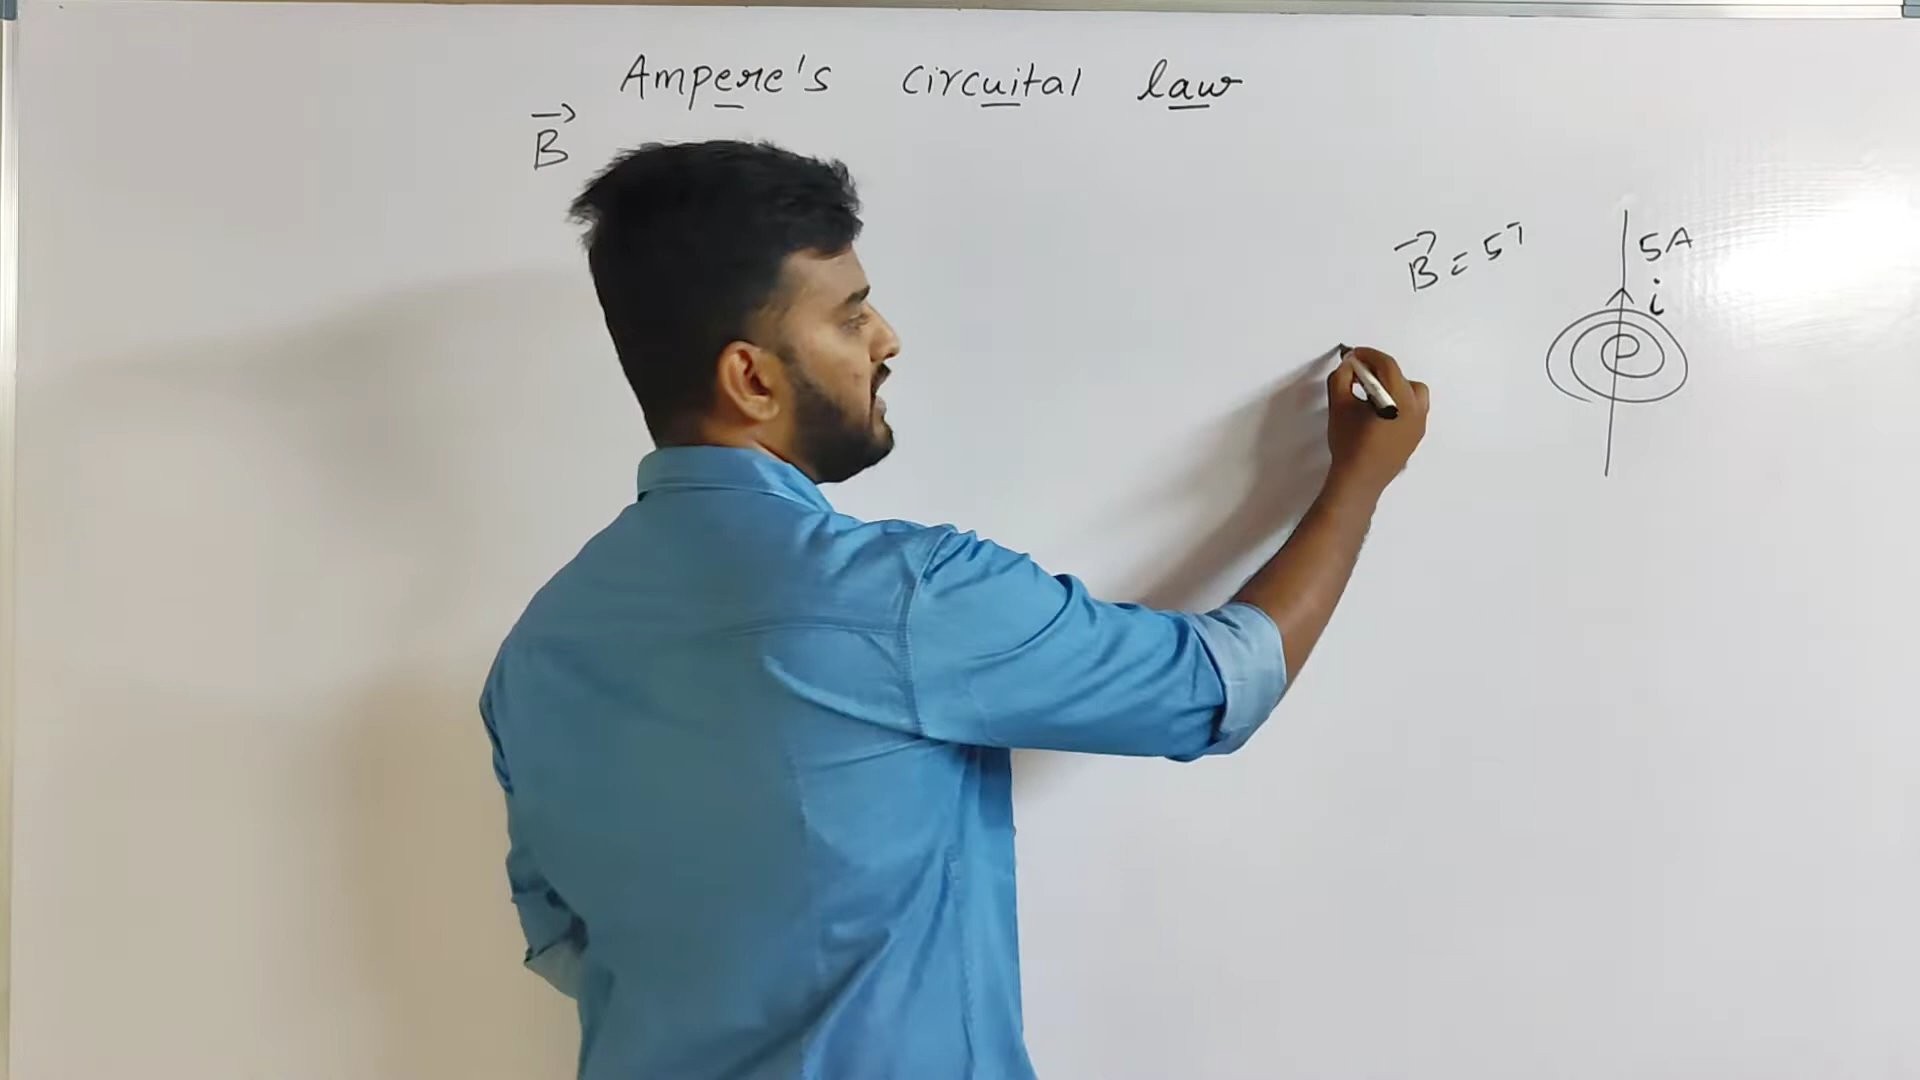 Ampere's circuital law
B⃗
B⃗ = 5T
5A
i